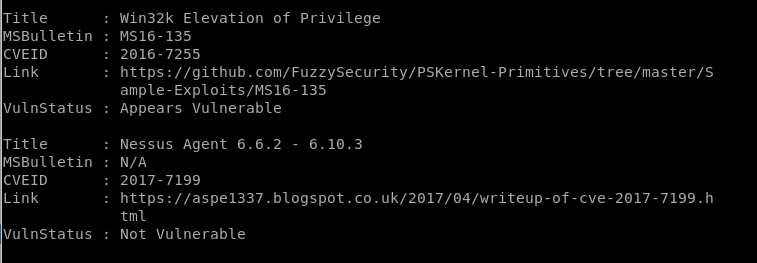 Title      : Win32k Elevation of Privilege
MSBulletin : MS16-135
CVEID      : 2016-7255
Link       : https://github.com/FuzzySecurity/PSKernel-Primitives/tree/master/S
ample-Exploits/MS16-135
VulnStatus : Appears Vulnerable
Title      : Nessus Agent 6.6.2 - 6.10.3
MSBulletin : N/A
CVEID      : 2017-7199
Link       : https://aspe1337.blogspot.co.uk/2017/04/writeup-of-cve-2017-7199.h
tml
VulnStatus : Not Vulnerable